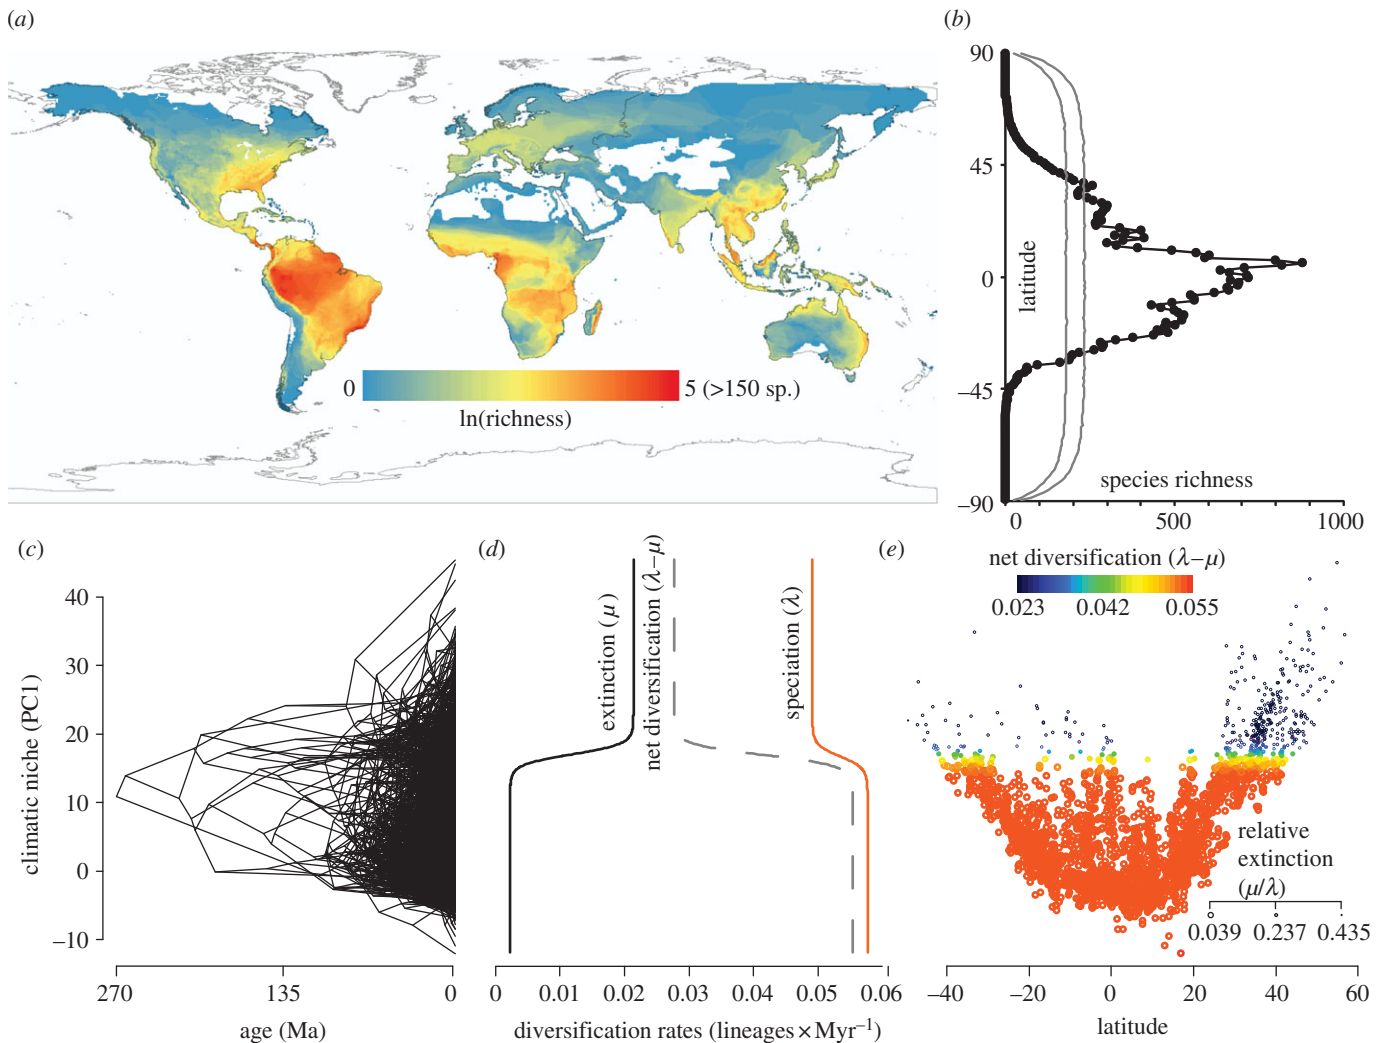 (a)
0
5 (>150 sp.)
ln(richness)
(b)
90
45
0
−45
−90
latitude
species richness
0
500
1000
(c)
40
30
20
10
0
−10
climatic niche (PC1)
270
135
0
age (Ma)
(d)
extinction (μ)
net diversification (λ−μ)
speciation (λ)
0
0.01
0.02
0.03
0.04
0.05
0.06
diversification rates (lineages × Myr⁻¹)
(e)
net diversification (λ−μ)
0.023
0.042
0.055
relative
extinction
(μ/λ)
0.039
0.237
0.435
−40
−20
0
20
40
60
latitude